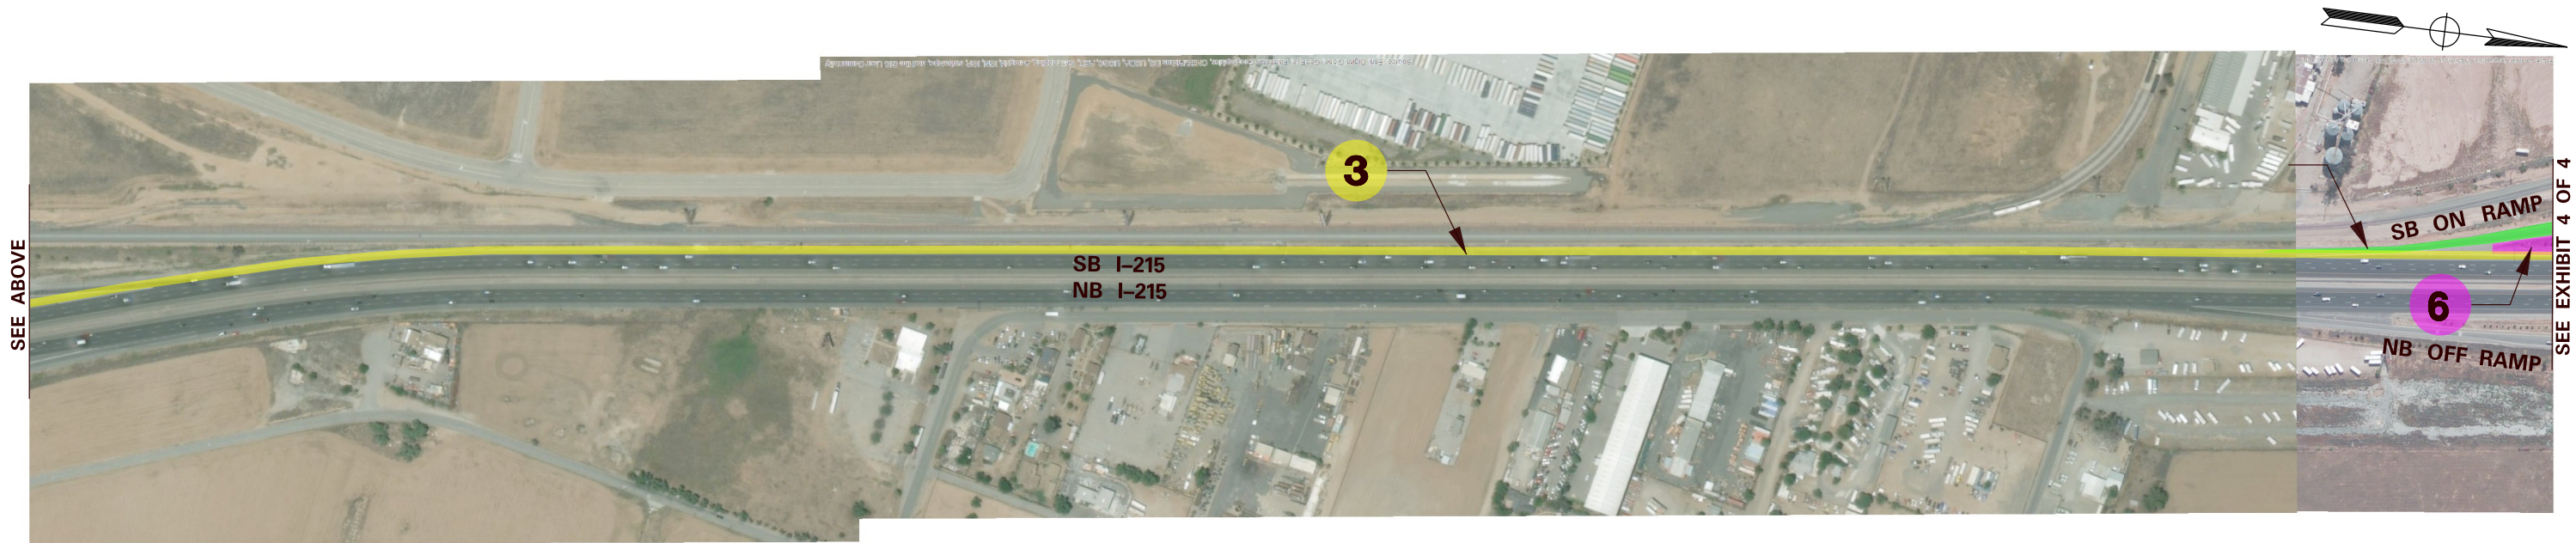 3
SEE ABOVE
SB I–215
NB I–215
SB ON RAMP
6
NB OFF RAMP
SEE EXHIBIT 4 OF 4